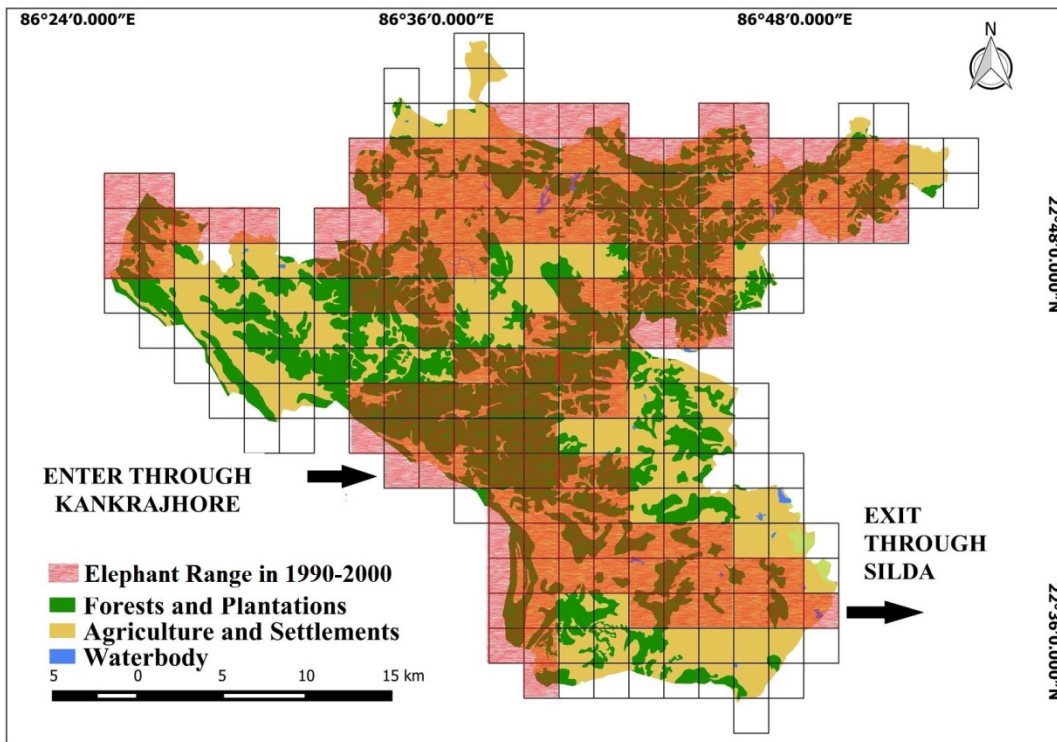 86°24'0.000"E 86°36'0.000"E 86°48'0.000"E
N
22°48'0.000"N
ENTER THROUGH
KANKRAJHORE
EXIT
THROUGH
SILDA
22°36'0.000"N
Elephant Range in 1990-2000
Forests and Plantations
Agriculture and Settlements
Waterbody
5 0 5 10 15 km